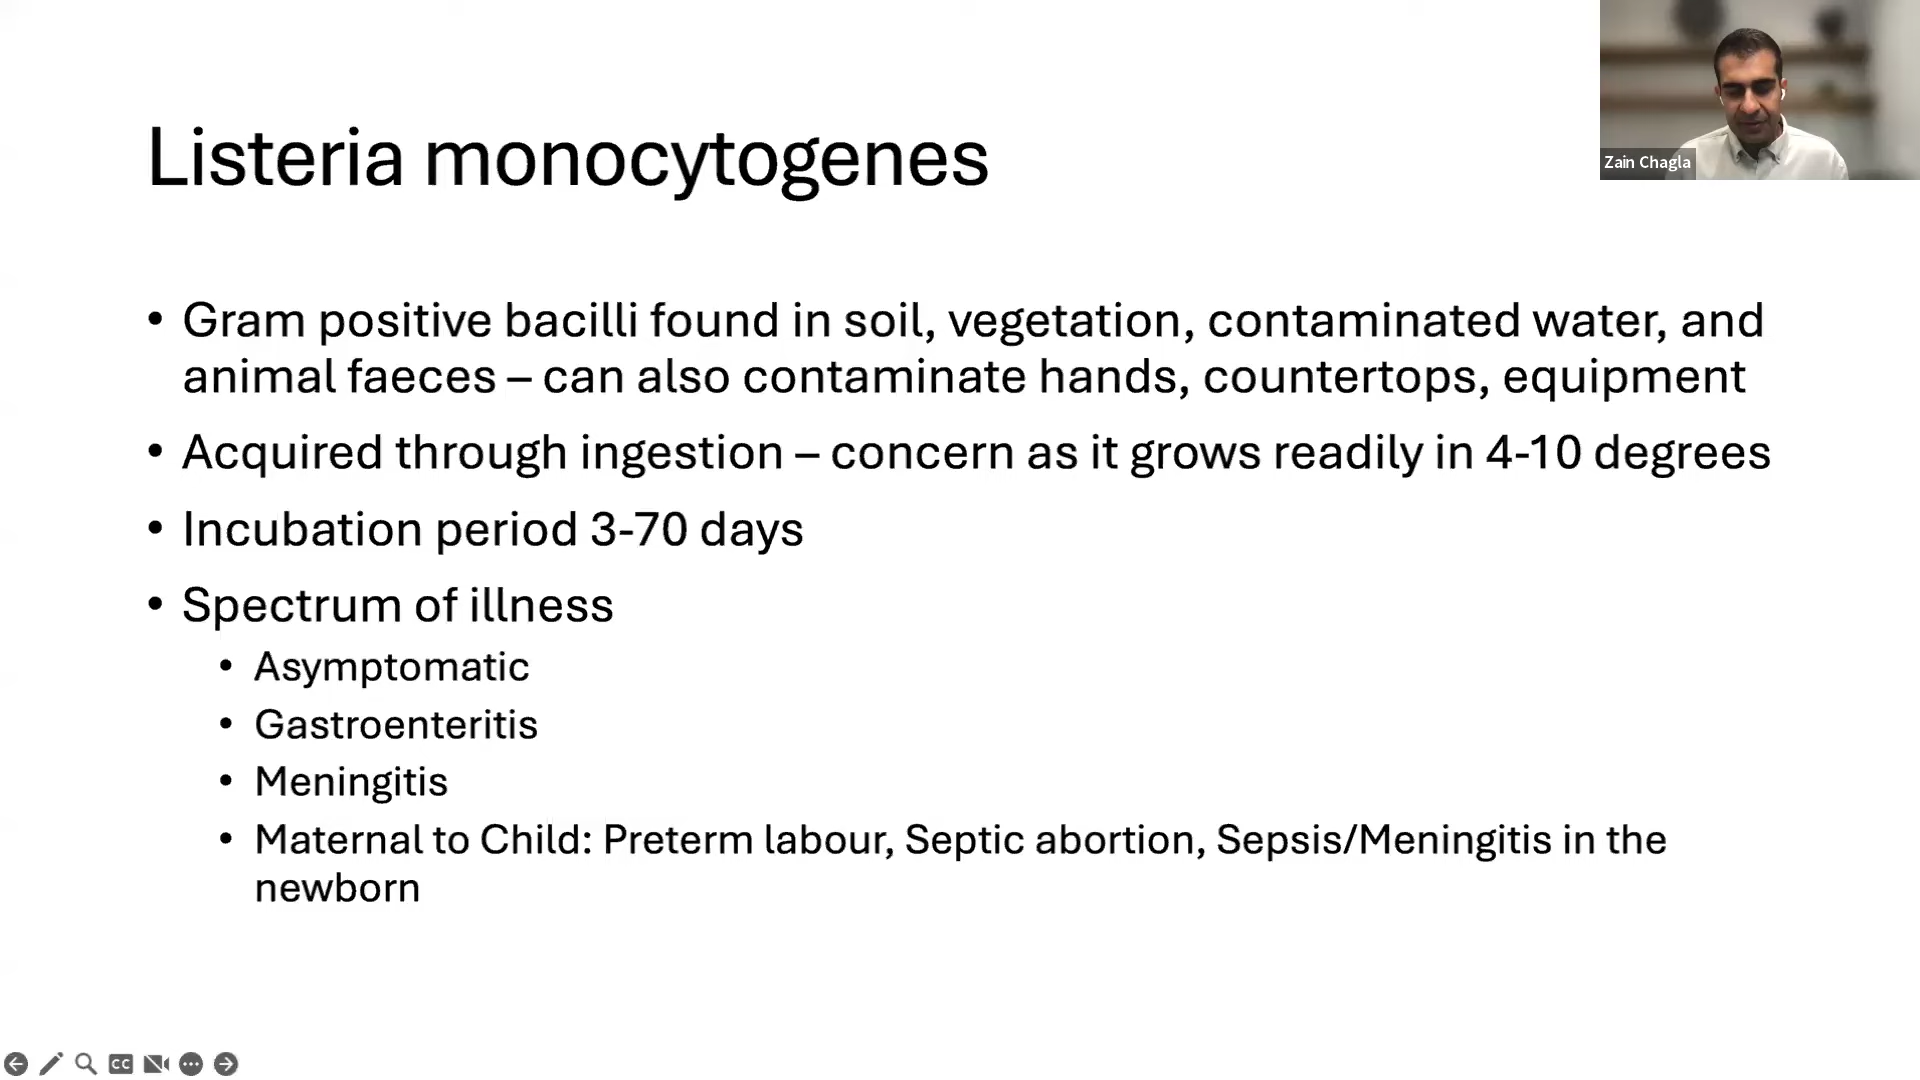 Zain Chagla
Listeria monocytogenes
• Gram positive bacilli found in soil, vegetation, contaminated water, and
animal faeces – can also contaminate hands, countertops, equipment
• Acquired through ingestion – concern as it grows readily in 4-10 degrees
• Incubation period 3-70 days
• Spectrum of illness
• Asymptomatic
• Gastroenteritis
• Meningitis
• Maternal to Child: Preterm labour, Septic abortion, Sepsis/Meningitis in the
newborn
CC